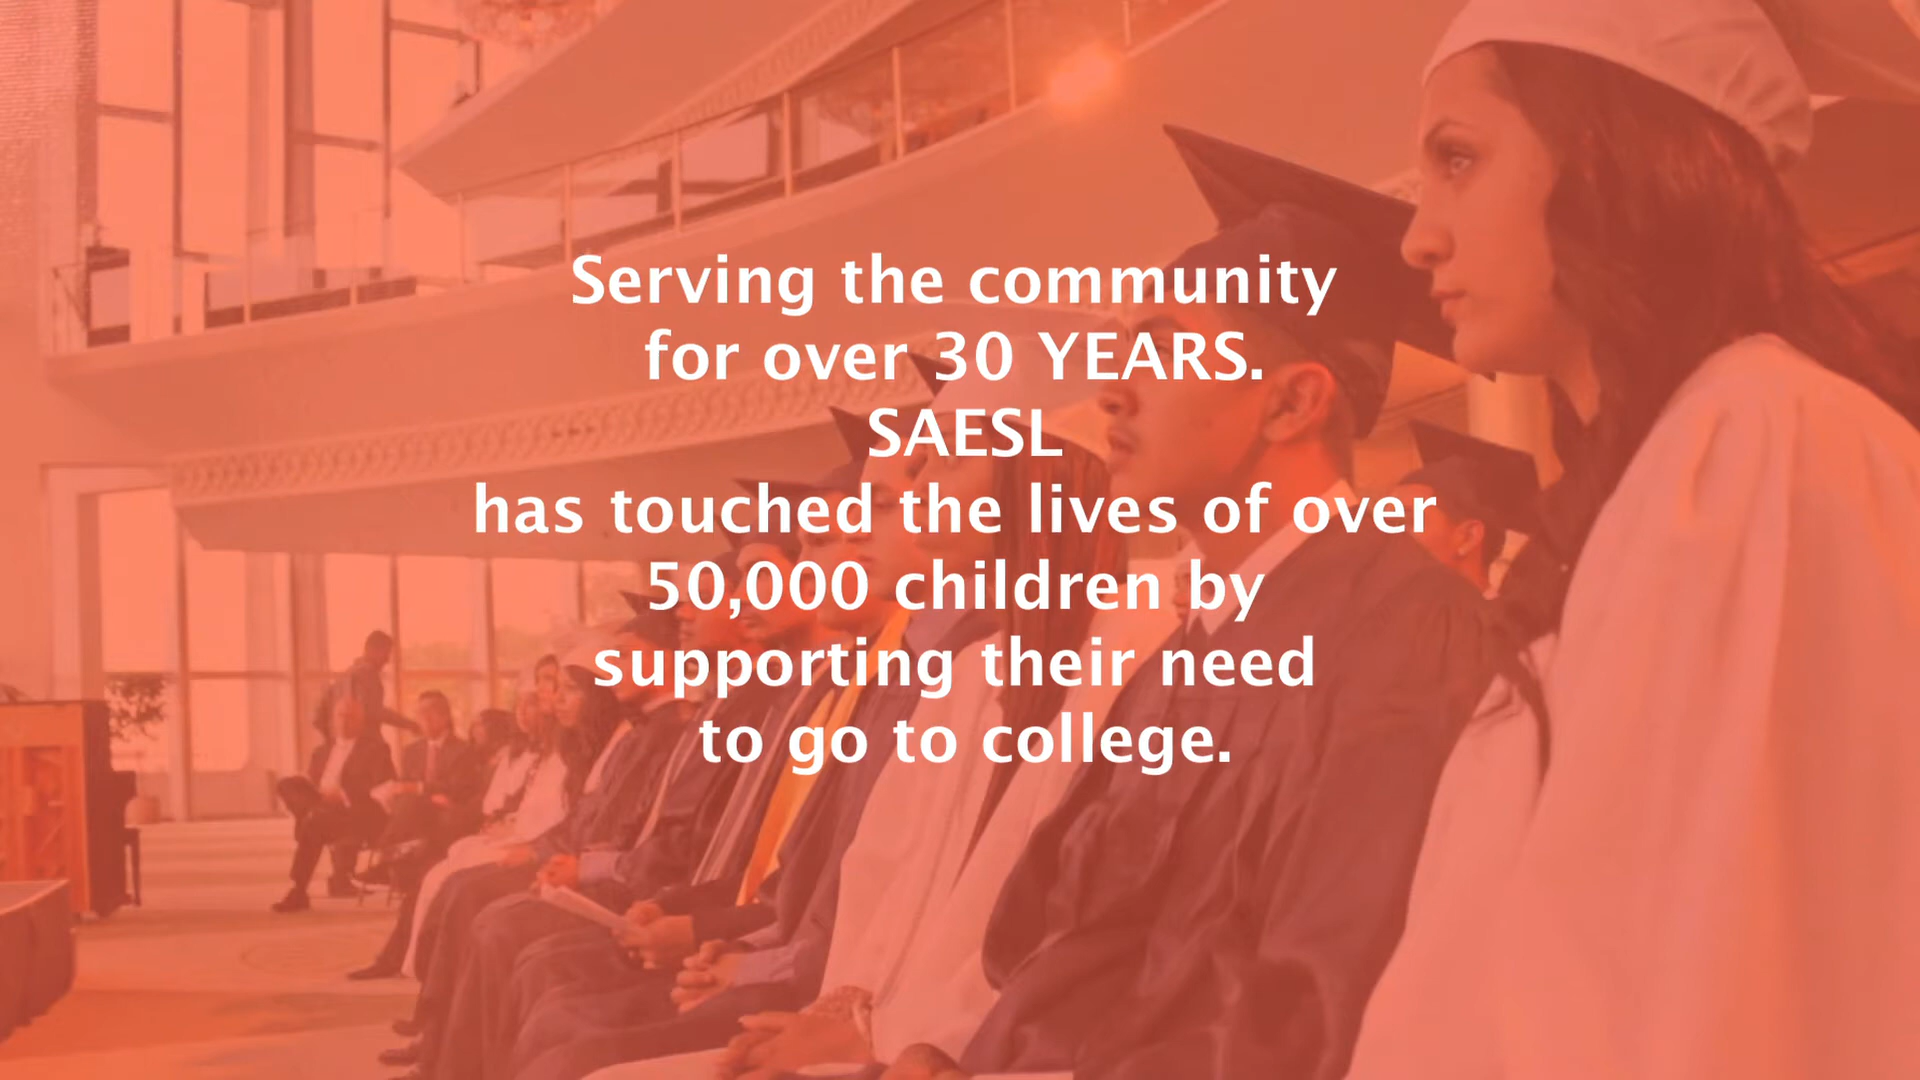 Serving the community
for over 30 YEARS.
SAESL
has touched the lives of over
50,000 children by
supporting their need
to go to college.